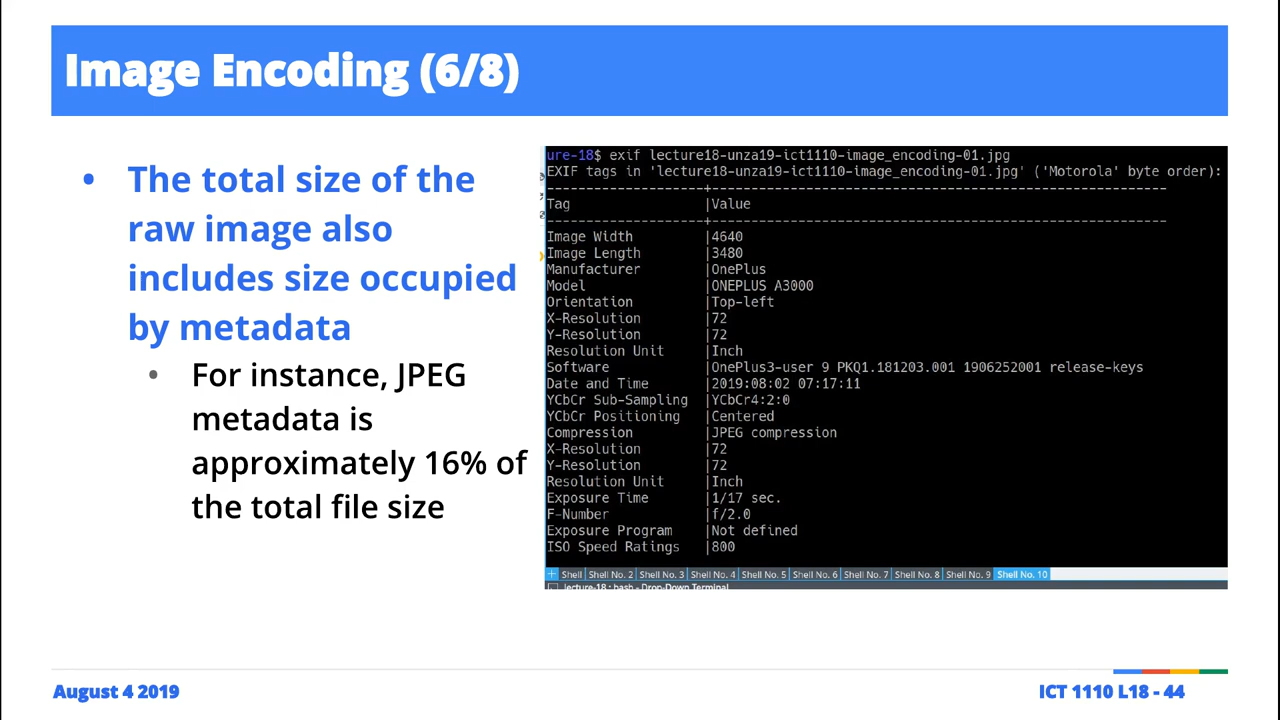 Image Encoding (6/8)
• The total size of the
raw image also
includes size occupied
by metadata
• For instance, JPEG
metadata is
approximately 16% of
the total file size
ure-18$ exif lecture18-unza19-ict1110-image_encoding-01.jpg
EXIF tags in 'lecture18-unza19-ict1110-image_encoding-01.jpg' ('Motorola' byte order):
--------------------+----------------------------------------------------------
Tag                 |Value
--------------------+----------------------------------------------------------
Image Width         |4640
Image Length        |3480
Manufacturer        |OnePlus
Model               |ONEPLUS A3000
Orientation         |Top-left
X-Resolution        |72
Y-Resolution        |72
Resolution Unit     |Inch
Software            |OnePlus3-user 9 PKQ1.181203.001 1906252001 release-keys
Date and Time       |2019:08:02 07:17:11
YCbCr Sub-Sampling  |YCbCr4:2:0
YCbCr Positioning   |Centered
Compression         |JPEG compression
X-Resolution        |72
Y-Resolution        |72
Resolution Unit     |Inch
Exposure Time       |1/17 sec.
F-Number            |f/2.0
Exposure Program    |Not defined
ISO Speed Ratings   |800
Shell Shell No. 2 Shell No. 3 Shell No. 4 Shell No. 5 Shell No. 6 Shell No. 7 Shell No. 8 Shell No. 9 Shell No. 10
lecture-18 : bash - Drop-Down Terminal
August 4 2019
ICT 1110 L18 - 44